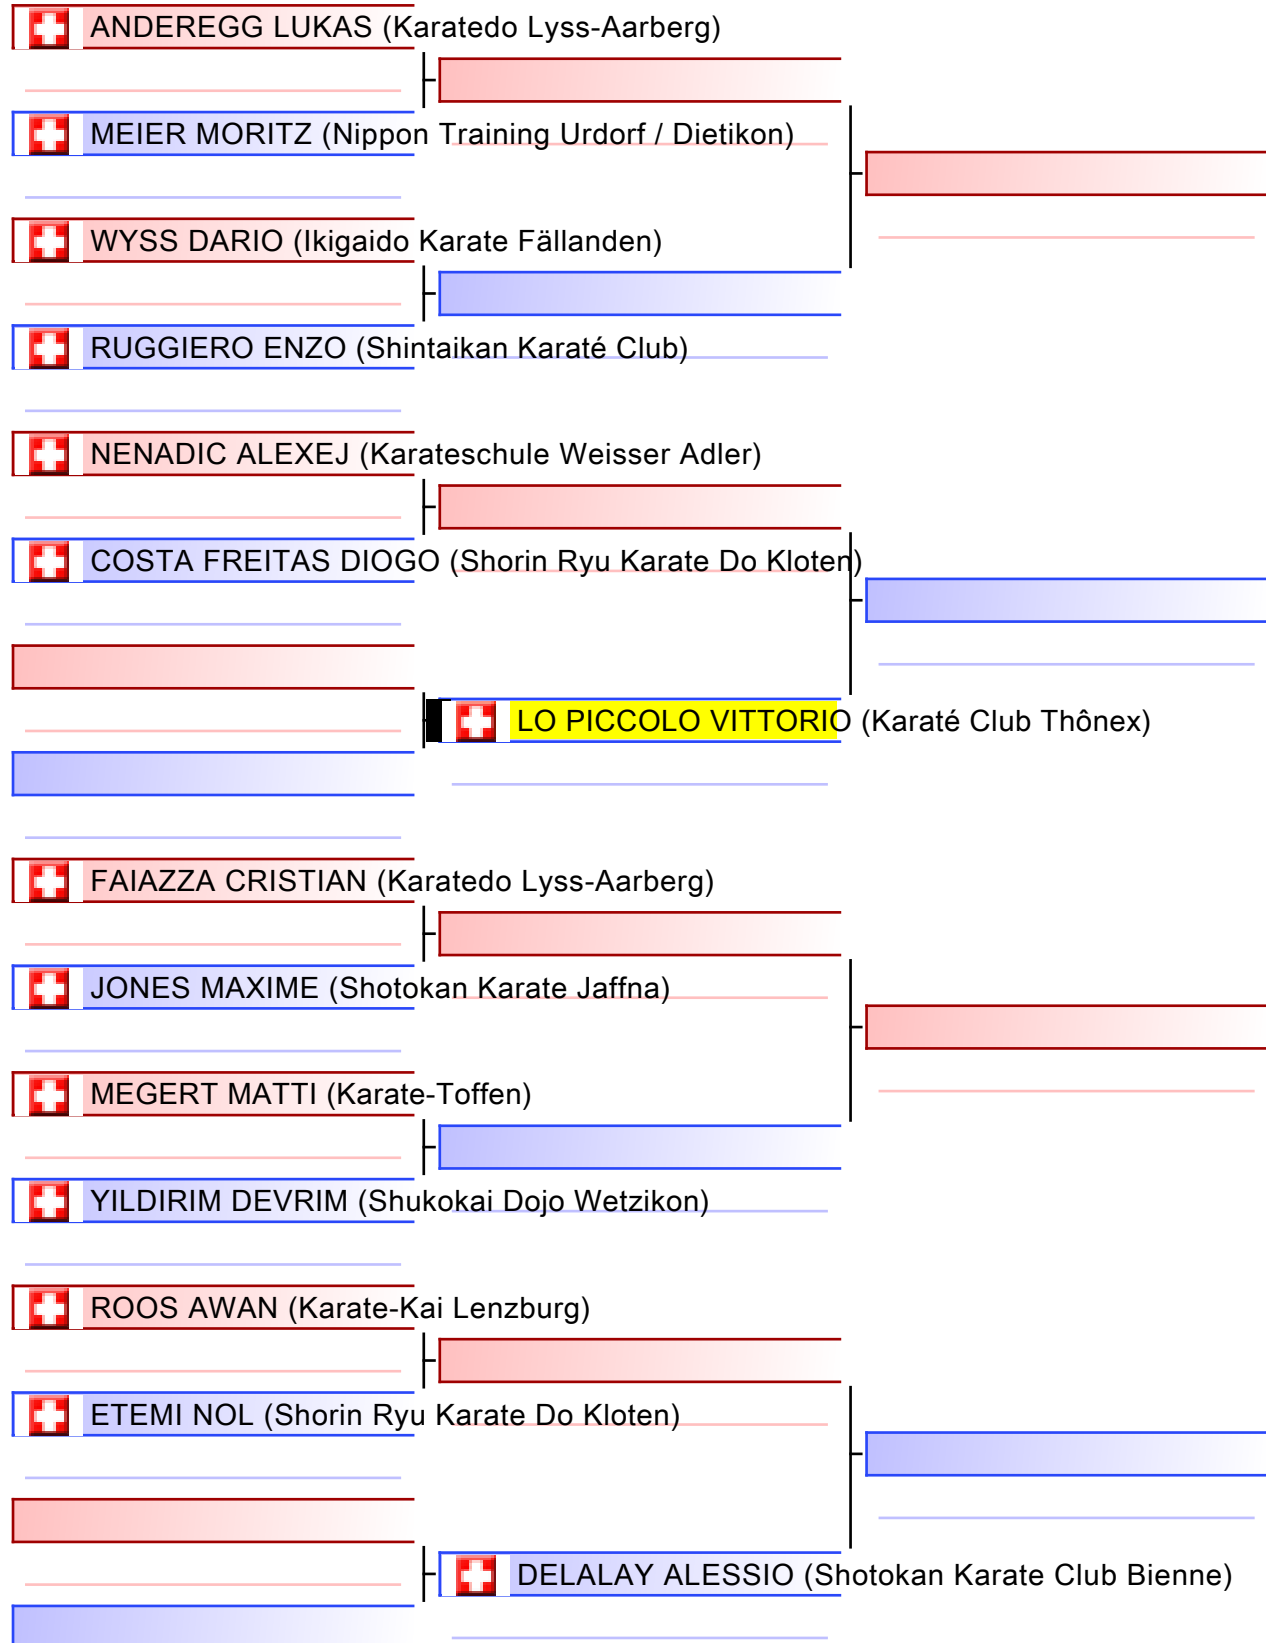 ANDEREGG LUKAS (Karatedo Lyss-Aarberg)
MEIER MORITZ (Nippon Training Urdorf / Dietikon)
WYSS DARIO (Ikigaido Karate Fällanden)
RUGGIERO ENZO (Shintaikan Karaté Club)
NENADIC ALEXEJ (Karateschule Weisser Adler)
COSTA FREITAS DIOGO (Shorin Ryu Karate Do Kloten)
LO PICCOLO VITTORIO (Karaté Club Thônex)
FAIAZZA CRISTIAN (Karatedo Lyss-Aarberg)
JONES MAXIME (Shotokan Karate Jaffna)
MEGERT MATTI (Karate-Toffen)
YILDIRIM DEVRIM (Shukokai Dojo Wetzikon)
ROOS AWAN (Karate-Kai Lenzburg)
ETEMI NOL (Shorin Ryu Karate Do Kloten)
DELALAY ALESSIO (Shotokan Karate Club Bienne)